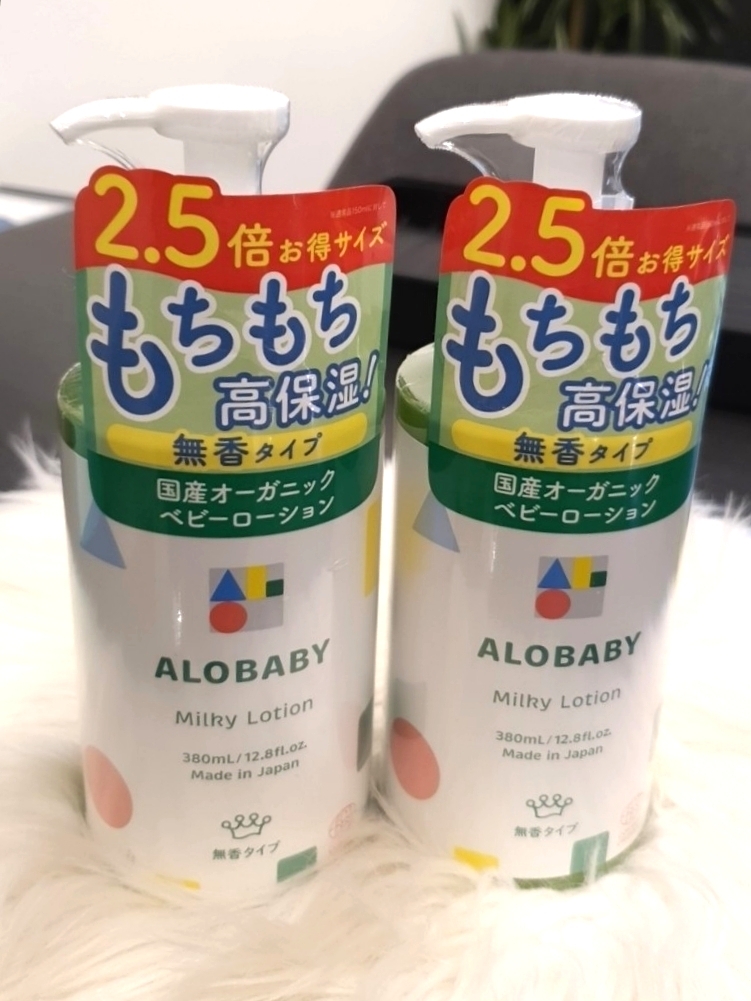 2.5倍お得サイズ
もちもち
高保湿!
無香タイプ
国産オーガニック
ベビーローション
ALOBABY
Milky Lotion
380mL/12.8fl.oz.
Made in Japan
無香タイプ
2.5倍お得サイズ
もちもち
高保湿!
無香タイプ
国産オーガニック
ベビーローション
ALOBABY
Milky Lotion
380mL/12.8fl.oz.
Made in Japan
無香タイプ